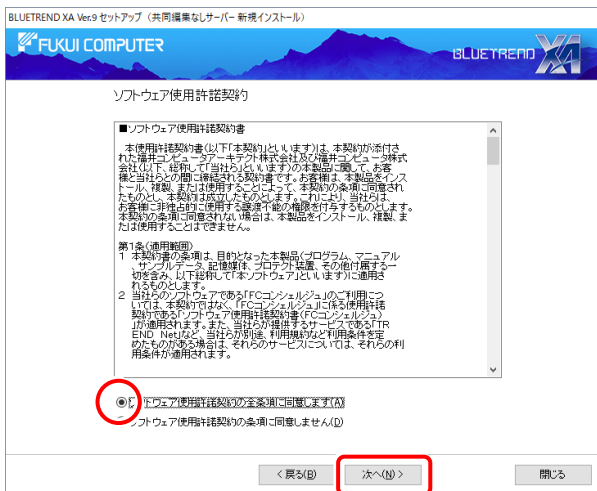 BLUETREND XA Ver.9 セットアップ（共同編集なしサーバー 新規インストール）
FUKUI COMPUTER
BLUETREND XA
ソフトウェア使用許諾契約
■ソフトウェア使用許諾契約書
本使用許諾契約書(以下「本契約」といいます)は、本契約が添付さ
れた福井コンピュータアーキテクト株式会社及び福井コンピュータ株式
会社(以下、総称して「当社ら」といいます)の本製品に関して、お客
様と当社らとの間に締結される契約書です。お客様は、本製品をインス
トール、複製、または使用することによって、本契約の条項に同意され
たものとし、本契約は成立したものとします。これにより、当社らは、
お客様に非独占的に使用する譲渡不能の権限を付与するものとします。
本契約の条項に同意されない場合は、本製品をインストール、複製、ま
たは使用することはできません。
第1条(適用範囲)
1 本契約書の条項は、目的となった本製品(プログラム、マニュアル
、サンプルデータ、記憶媒体、プロテクト装置、その他付属する一
切を含み、以下総称して「本ソフトウェア」といいます)に適用さ
れるものとします。
2 当社らのソフトウェアである「FCコンシェルジュ」のご利用につ
いては、本契約ではなく、「FCコンシェルジュ」に係る使用許諾
契約である「ソフトウェア使用許諾契約書(FCコンシェルジュ)
」が適用されます。また、当社らが提供するサービスである「TR
END Net」など、当社らが別途、利用規約など利用条件を定
めたものがある場合は、それらのサービスについては、それらの利
用条件が適用されます。
フトウェア使用許諾契約の全条項に同意します(A)
ソフトウェア使用許諾契約の条項に同意しません(D)
< 戻る(B) 次へ(N) > 閉じる